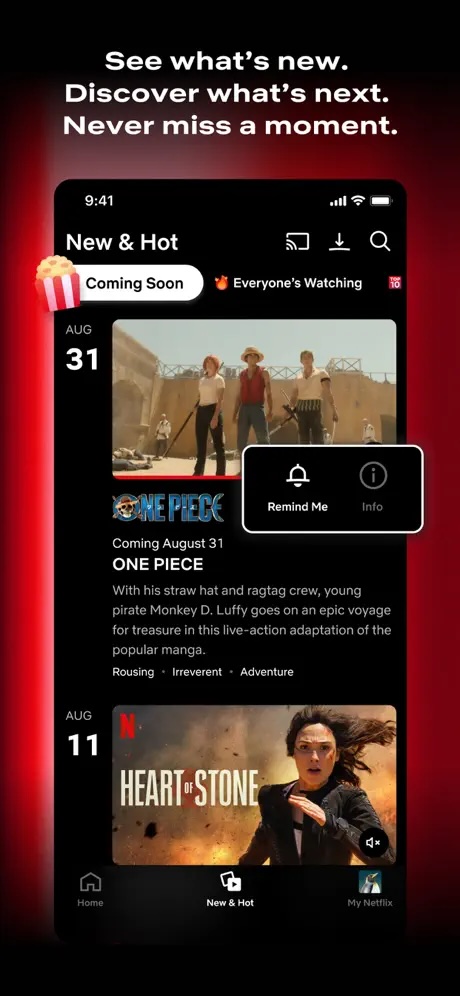 See what's new.
Discover what's next.
Never miss a moment.
9:41
New & Hot
Coming Soon
Everyone's Watching
TOP
10
AUG
31
Remind Me
Info
ONE PIECE
Coming August 31
ONE PIECE
With his straw hat and ragtag crew, young
pirate Monkey D. Luffy goes on an epic voyage
for treasure in this live-action adaptation of the
popular manga.
Rousing • Irreverent • Adventure
AUG
11
N
HEART OF STONE
Home
New & Hot
My Netflix